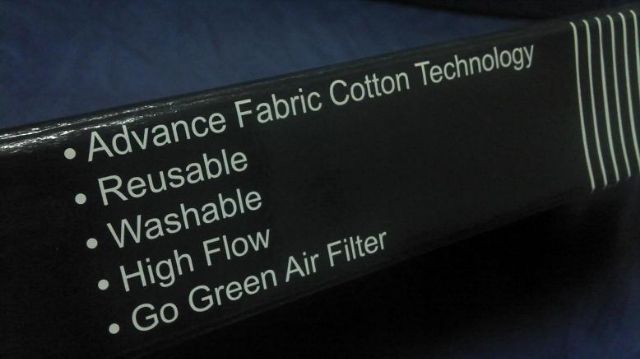 • Advance Fabric Cotton Technology
• Reusable
• Washable
• High Flow
• Go Green Air Filter